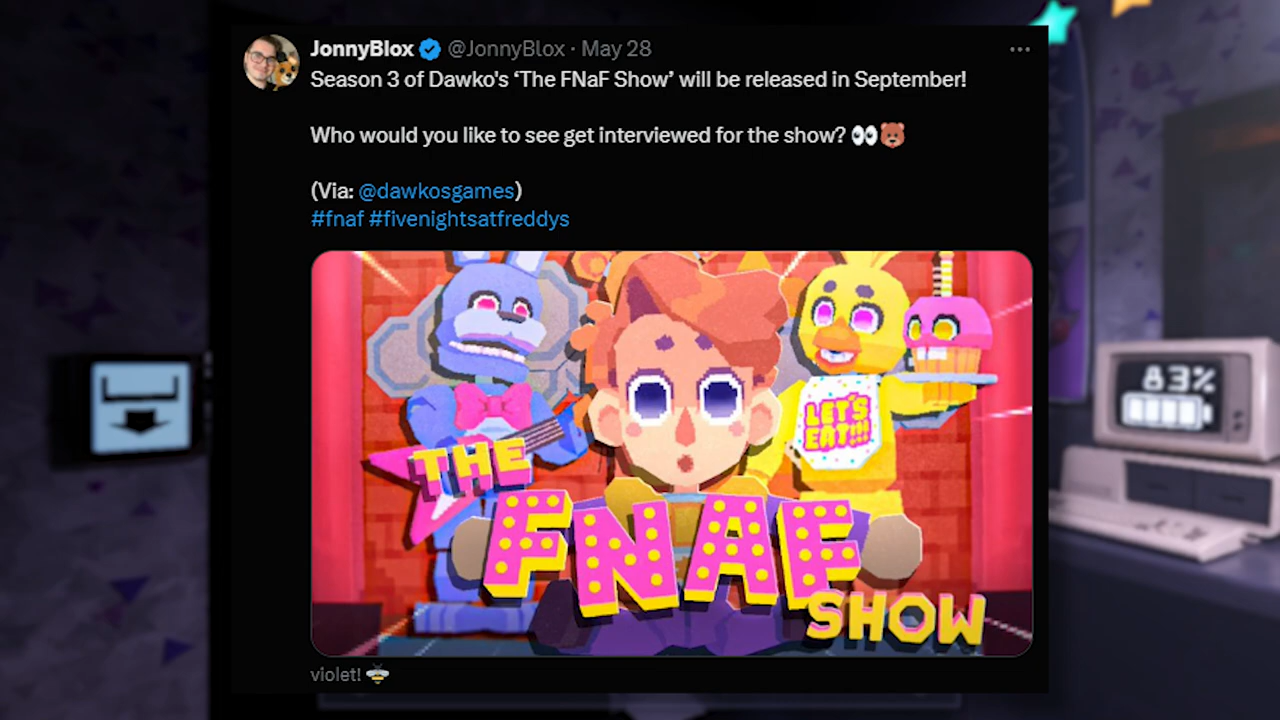 JonnyBlox @JonnyBlox · May 28
Season 3 of Dawko's ‘The FNaF Show’ will be released in September!
Who would you like to see get interviewed for the show? 👀🐻
(Via: @dawkosgames)
#fnaf #fivenightsatfreddys
LET'S
EAT!!!
THE
FNAF
SHOW
violet! 🐝
83%